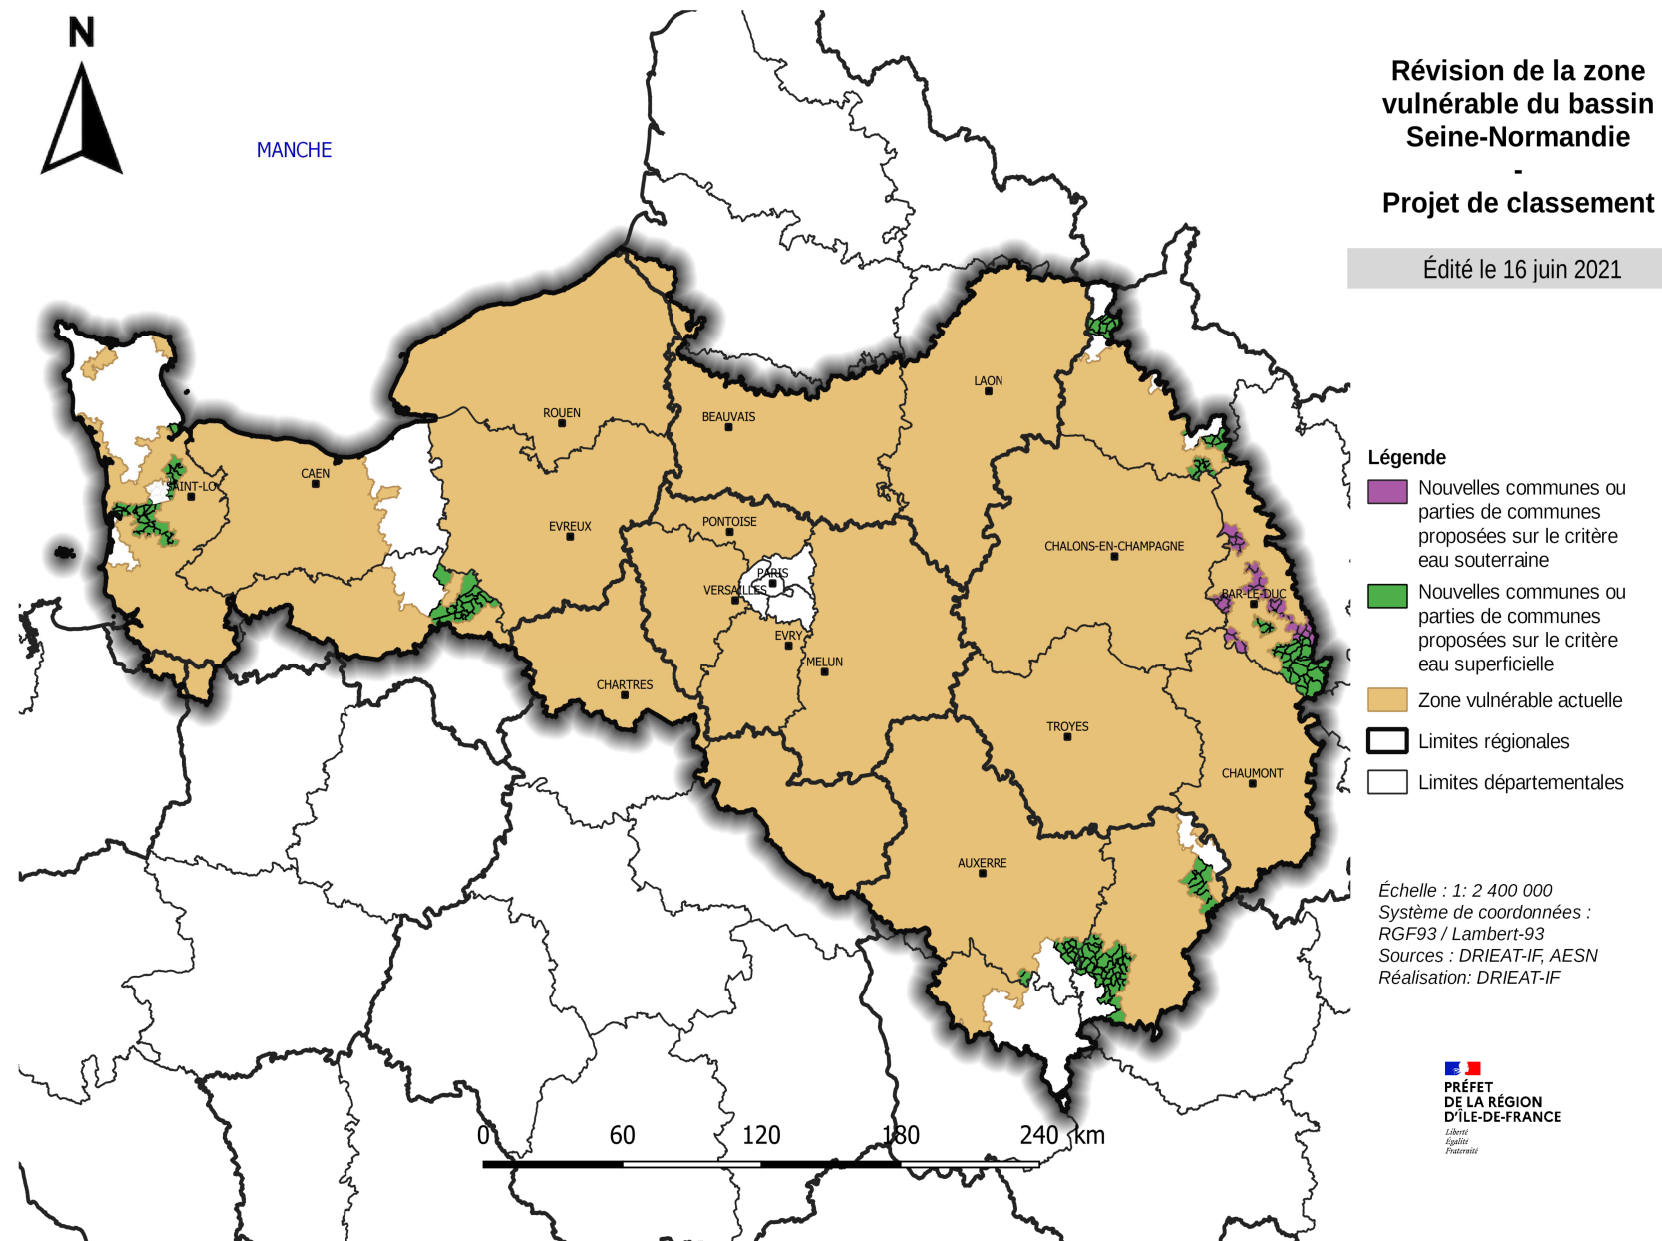 N
MANCHE
Révision de la zone
vulnérable du bassin
Seine-Normandie
-
Projet de classement
Édité le 16 juin 2021
LAON
ROUEN
BEAUVAIS
CAEN
SAINT-LO
EVREUX
PONTOISE
CHALONS-EN-CHAMPAGNE
PARIS
VERSAILLES
BAR-LE-DUC
EVRY
MELUN
CHARTRES
TROYES
CHAUMONT
AUXERRE
Légende
Nouvelles communes ou
parties de communes
proposées sur le critère
eau souterraine
Nouvelles communes ou
parties de communes
proposées sur le critère
eau superficielle
Zone vulnérable actuelle
Limites régionales
Limites départementales
Échelle : 1: 2 400 000
Système de coordonnées :
RGF93 / Lambert-93
Sources : DRIEAT-IF, AESN
Réalisation: DRIEAT-IF
PRÉFET
DE LA RÉGION
D'ÎLE-DE-FRANCE
Liberté
Égalité
Fraternité
0 60 120 180 240 km